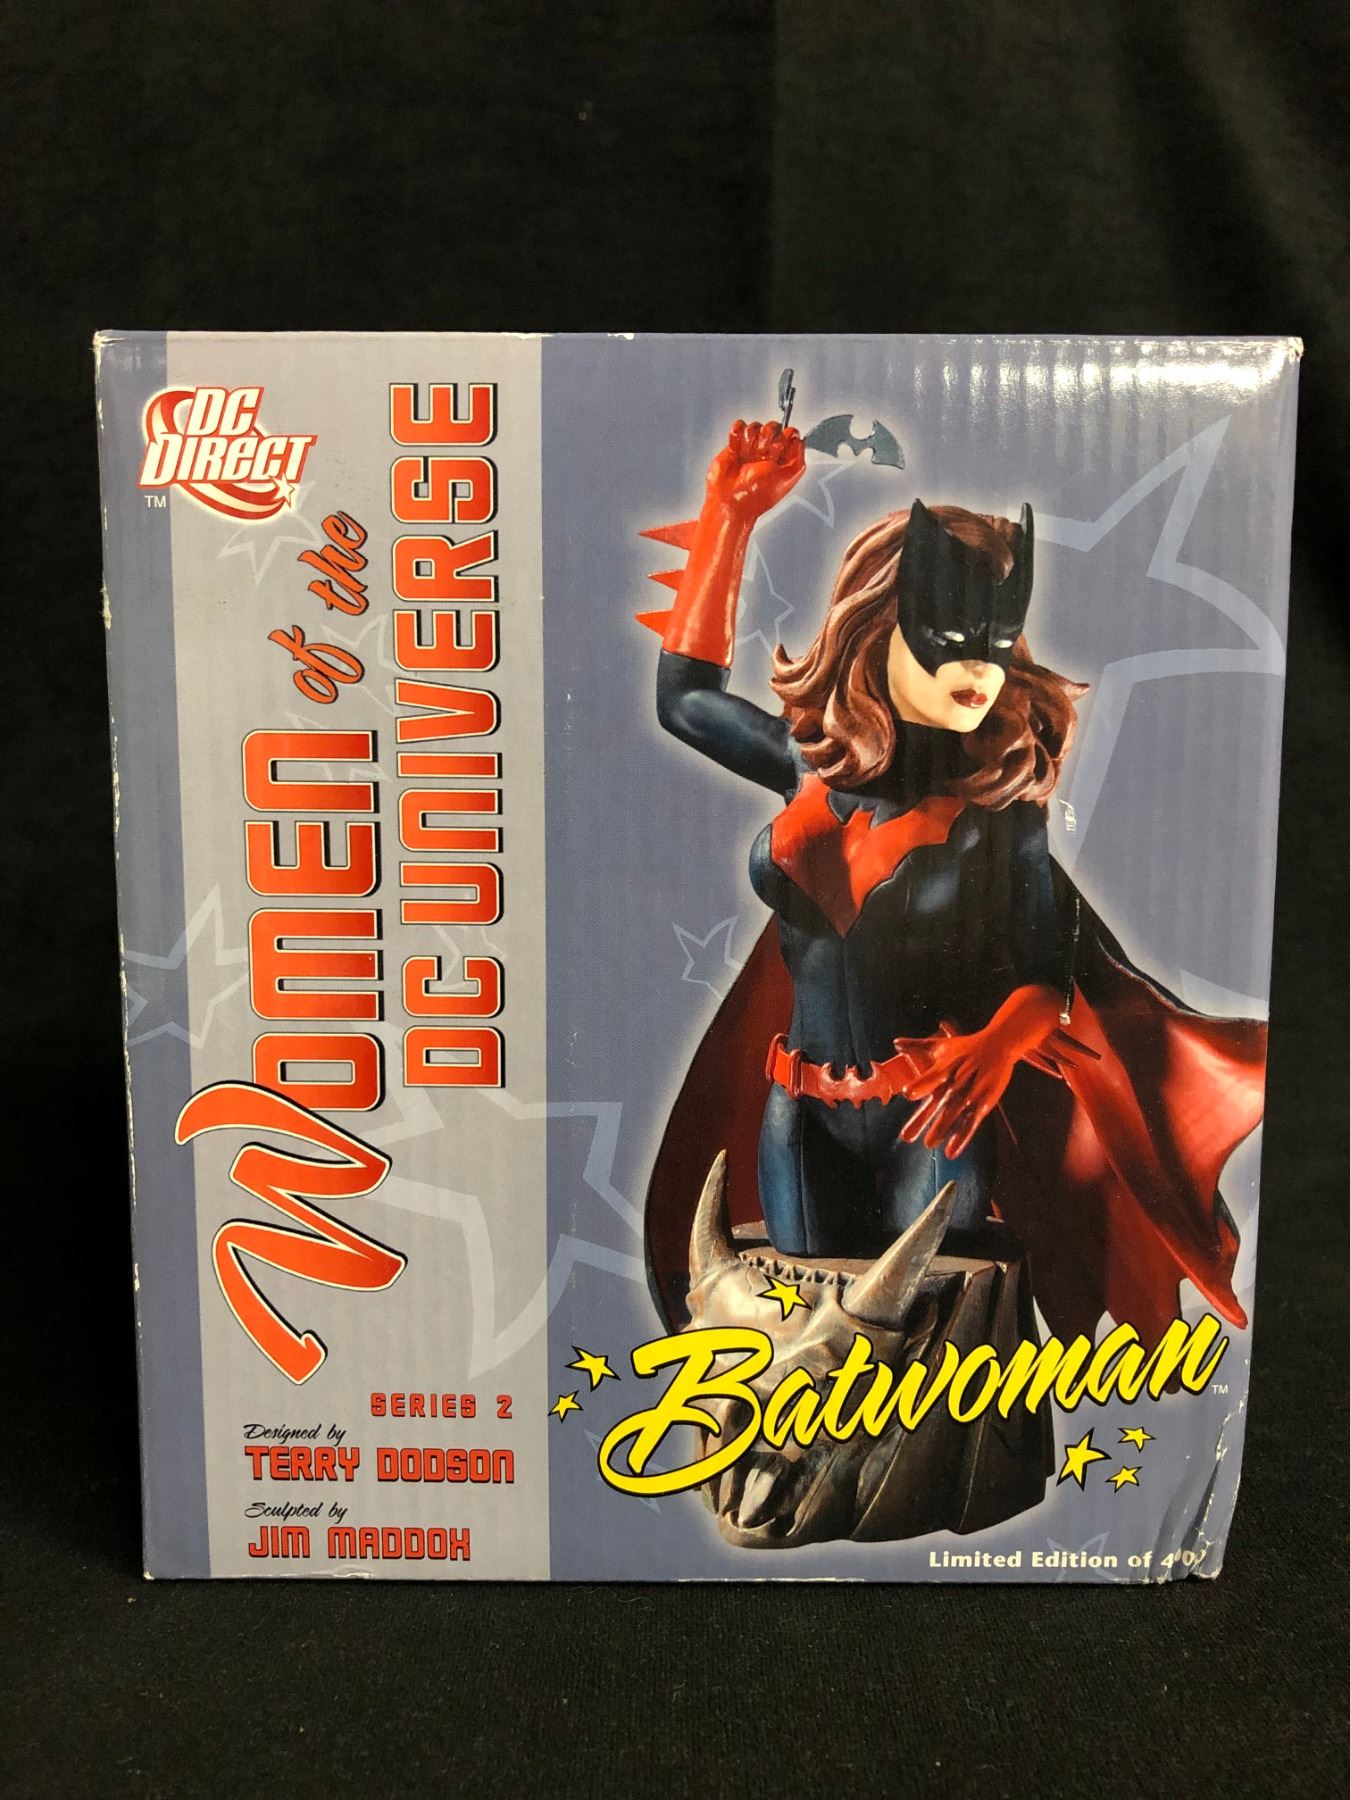 DC
DIRECT
TM
Women of the
DC UNIVERSE
SERIES 2
Designed by
TERRY DODSON
Sculpted by
JIM MADDOX
Batwoman
TM
Limited Edition of